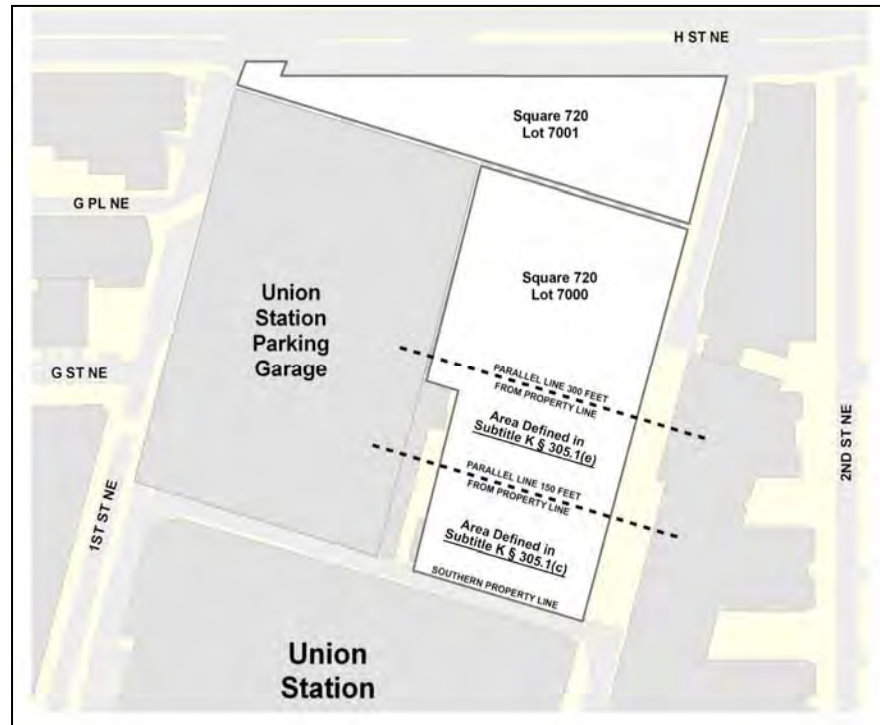 H ST NE
Square 720
Lot 7001
G PL NE
Square 720
Lot 7000
Union
Station
Parking
Garage
G ST NE
PARALLEL LINE 300 FEET
FROM PROPERTY LINE
Area Defined in
Subtitle K § 305.1(e)
PARALLEL LINE 150 FEET
FROM PROPERTY LINE
2ND ST NE
1ST ST NE
Area Defined in
Subtitle K § 305.1(c)
SOUTHERN PROPERTY LINE
Union
Station